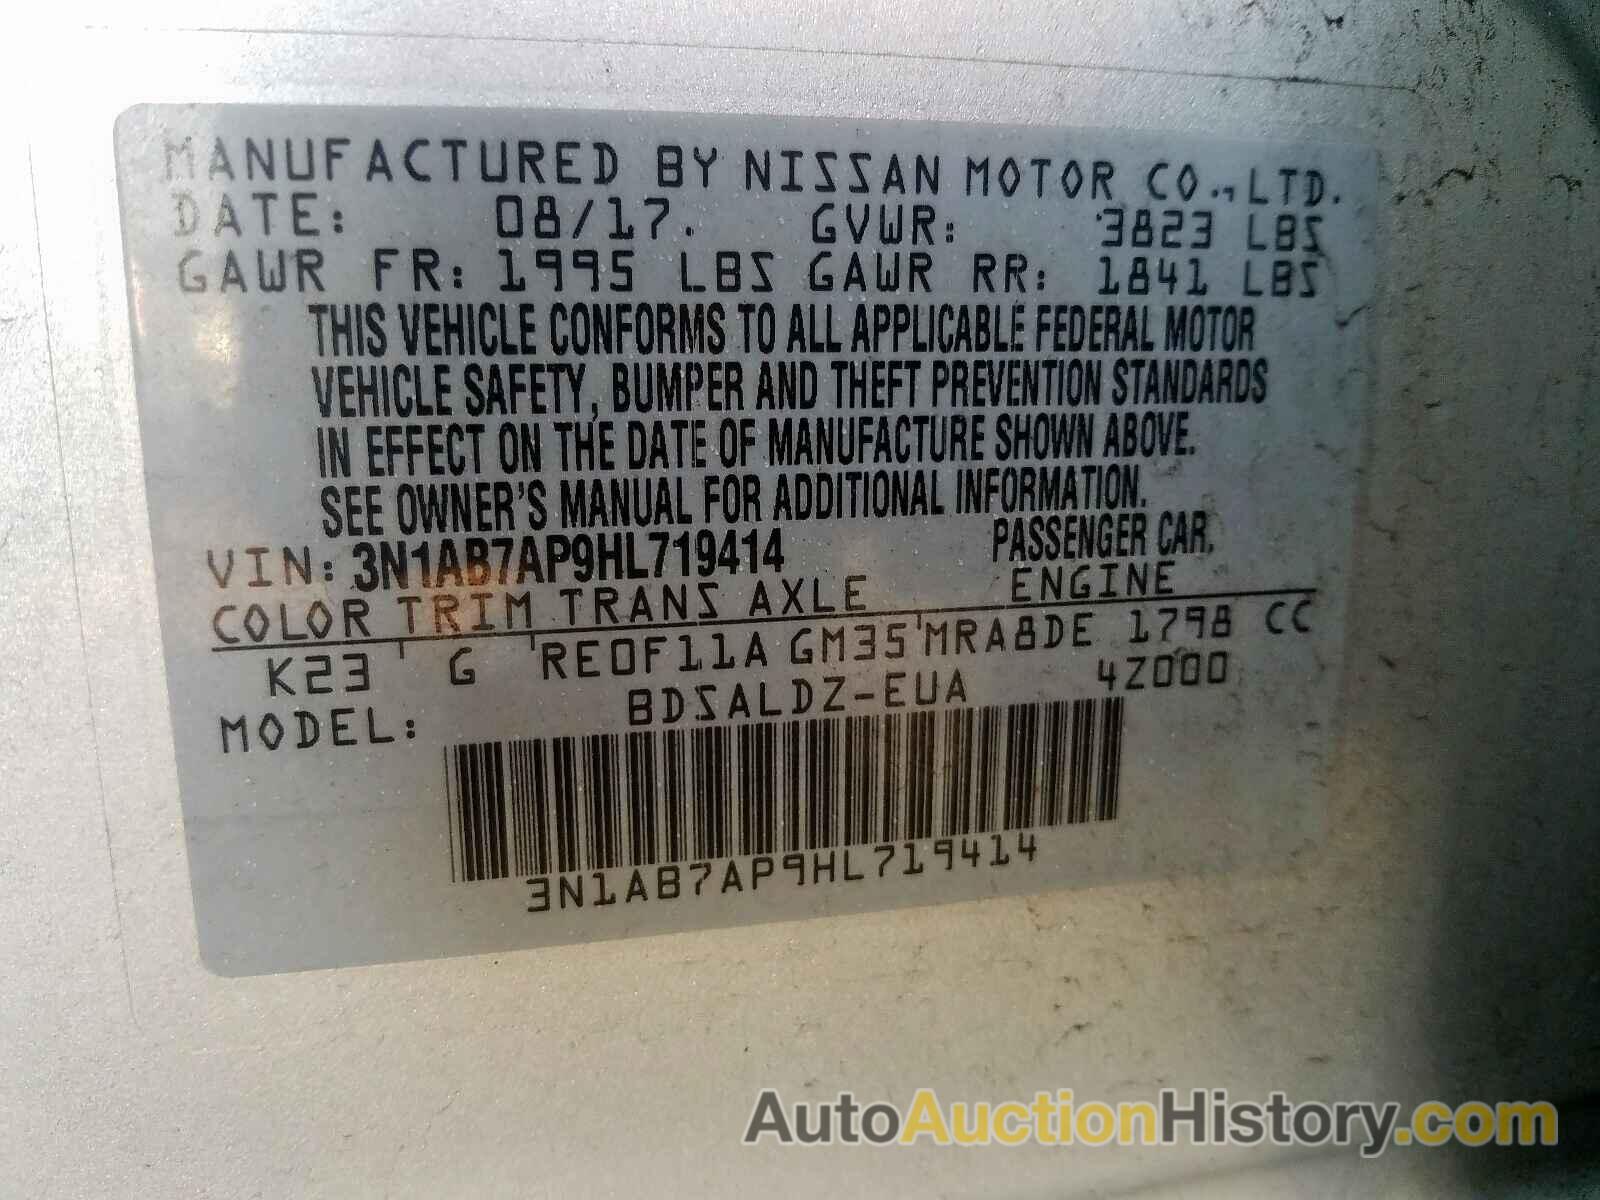 MANUFACTURED BY NISSAN MOTOR CO., LTD.
DATE: 08/17. GVWR: 3823 LBS
GAWR FR: 1995 LBS GAWR RR: 1841 LBS
THIS VEHICLE CONFORMS TO ALL APPLICABLE FEDERAL MOTOR
VEHICLE SAFETY, BUMPER AND THEFT PREVENTION STANDARDS
IN EFFECT ON THE DATE OF MANUFACTURE SHOWN ABOVE.
SEE OWNER'S MANUAL FOR ADDITIONAL INFORMATION.
VIN: 3N1AB7AP9HL719414 PASSENGER CAR.
COLOR TRIM TRANS AXLE ENGINE
K23 G RE0F11A GM35 MRA8DE 1798 CC
MODEL: BDSALDZ-EUA 4Z000
3N1AB7AP9HL719414
AutoAuctionHistory.com